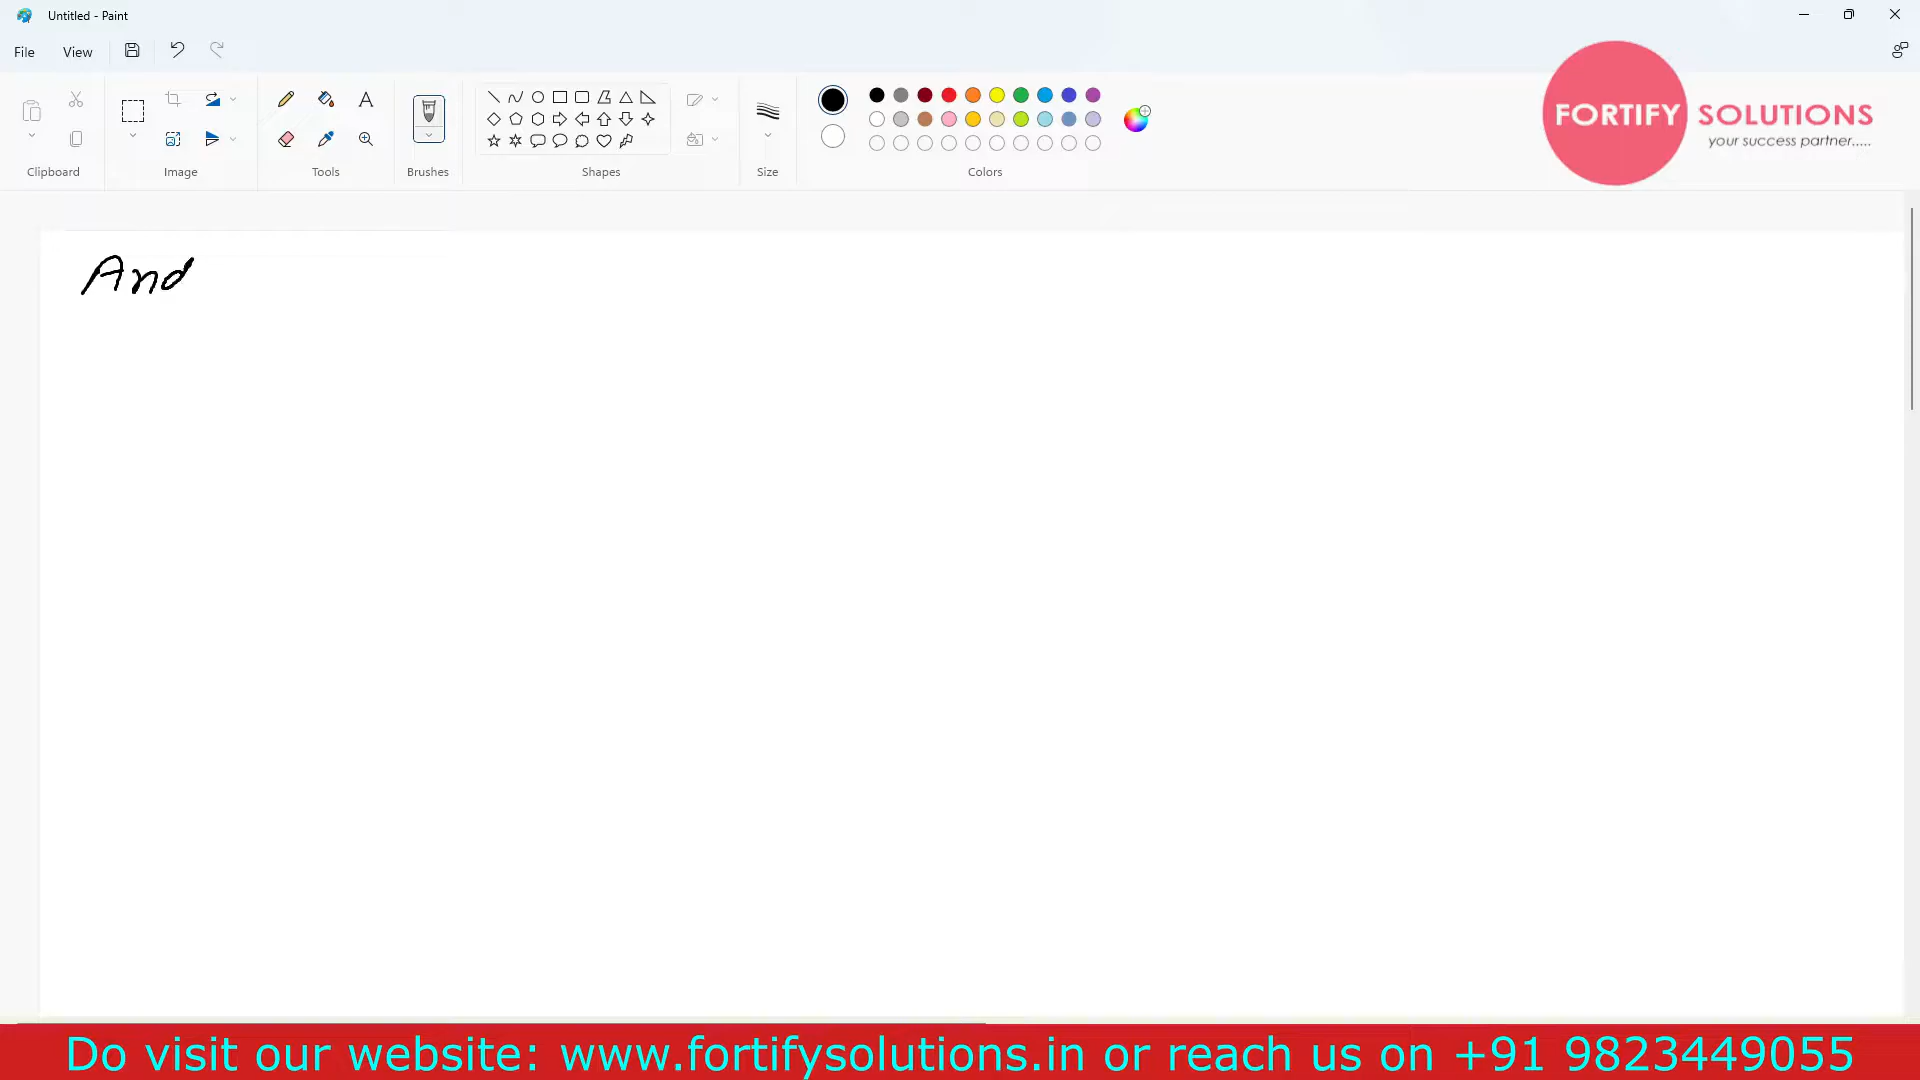 Untitled - Paint
File View
FORTIFY SOLUTIONS
your success partner.....
Clipboard Image Tools Brushes Shapes Size Colors
And
Do visit our website: www.fortifysolutions.in or reach us on +91 9823449055